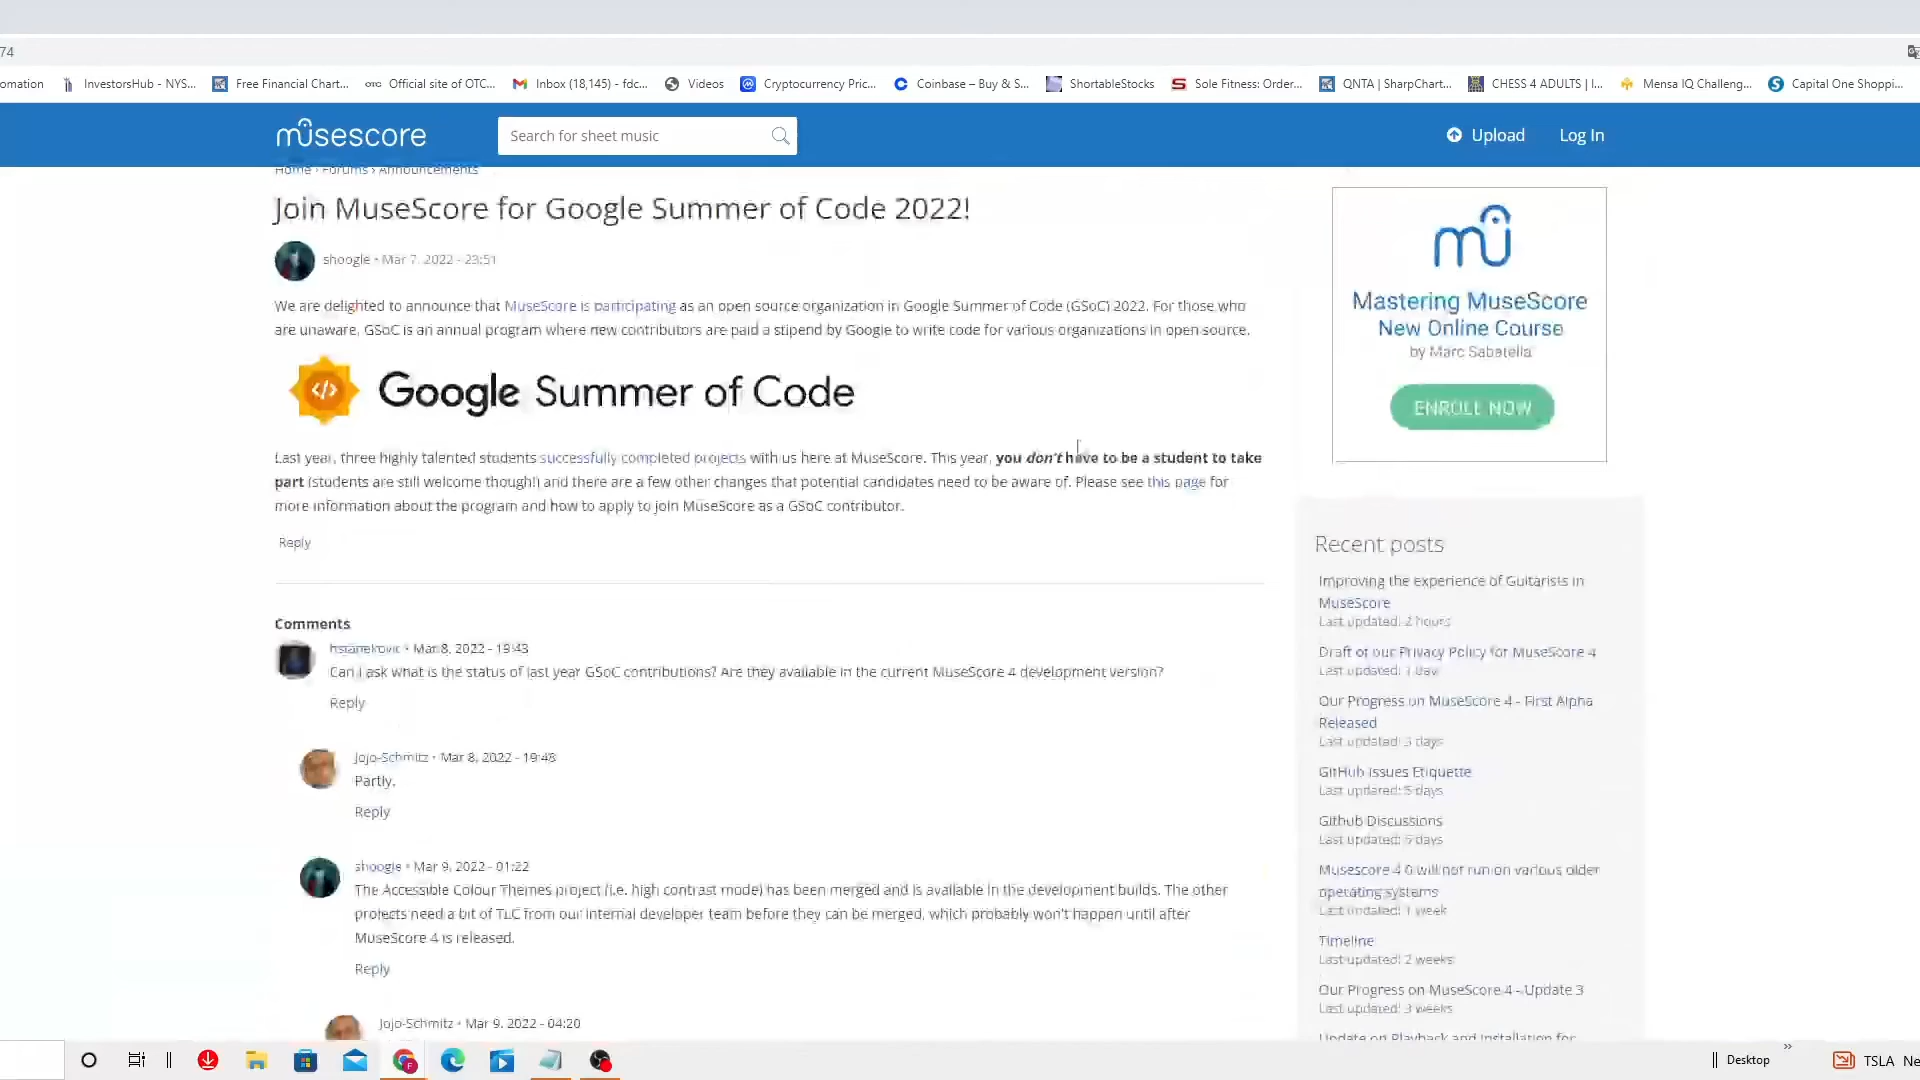 74
omation InvestorsHub - NYS... Free Financial Chart... OTC Official site of OTC... Inbox (18,145) - fdc... Videos Cryptocurrency Pric... Coinbase – Buy & S... ShortableStocks Sole Fitness: Order... QNTA | SharpChart... CHESS 4 ADULTS | I... Mensa IQ Challeng... Capital One Shoppi...
musescore Search for sheet music Upload Log In
Home › Forums › Announcements
Join MuseScore for Google Summer of Code 2022!
shoogle • Mar 7, 2022 - 23:51
We are delighted to announce that MuseScore is participating as an open source organization in Google Summer of Code (GSoC) 2022. For those who
are unaware, GSoC is an annual program where new contributors are paid a stipend by Google to write code for various organizations in open source.
</> Google Summer of Code
Last year, three highly talented students successfully completed projects with us here at MuseScore. This year, you don't have to be a student to take
part (students are still welcome though!) and there are a few other changes that potential candidates need to be aware of. Please see this page for
more information about the program and how to apply to join MuseScore as a GSoC contributor.
Reply
Comments
hstanekovic • Mar 8, 2022 - 19:43
Can I ask what is the status of last year GSoC contributions? Are they available in the current MuseScore 4 development version?
Reply
Jojo-Schmitz • Mar 8, 2022 - 19:48
Partly.
Reply
shoogle • Mar 9, 2022 - 01:22
The Accessible Colour Themes project (i.e. high contrast mode) has been merged and is available in the development builds. The other
projects need a bit of TLC from our internal developer team before they can be merged, which probably won't happen until after
MuseScore 4 is released.
Reply
Jojo-Schmitz • Mar 9, 2022 - 04:20
mu
Mastering MuseScore
New Online Course
by Marc Sabatella
ENROLL NOW
Recent posts
Improving the experience of Guitarists in
MuseScore
Last updated: 2 hours
Draft of our Privacy Policy for MuseScore 4
Last updated: 1 day
Our Progress on MuseScore 4 - First Alpha
Released
Last updated: 3 days
GitHub Issues Etiquette
Last updated: 5 days
Github Discussions
Last updated: 5 days
Musescore 4.0 will not run on various older
operating systems
Last updated: 1 week
Timeline
Last updated: 2 weeks
Our Progress on MuseScore 4 - Update 3
Last updated: 3 weeks
Update on Playback and Installation for
Desktop » TSLA Ne